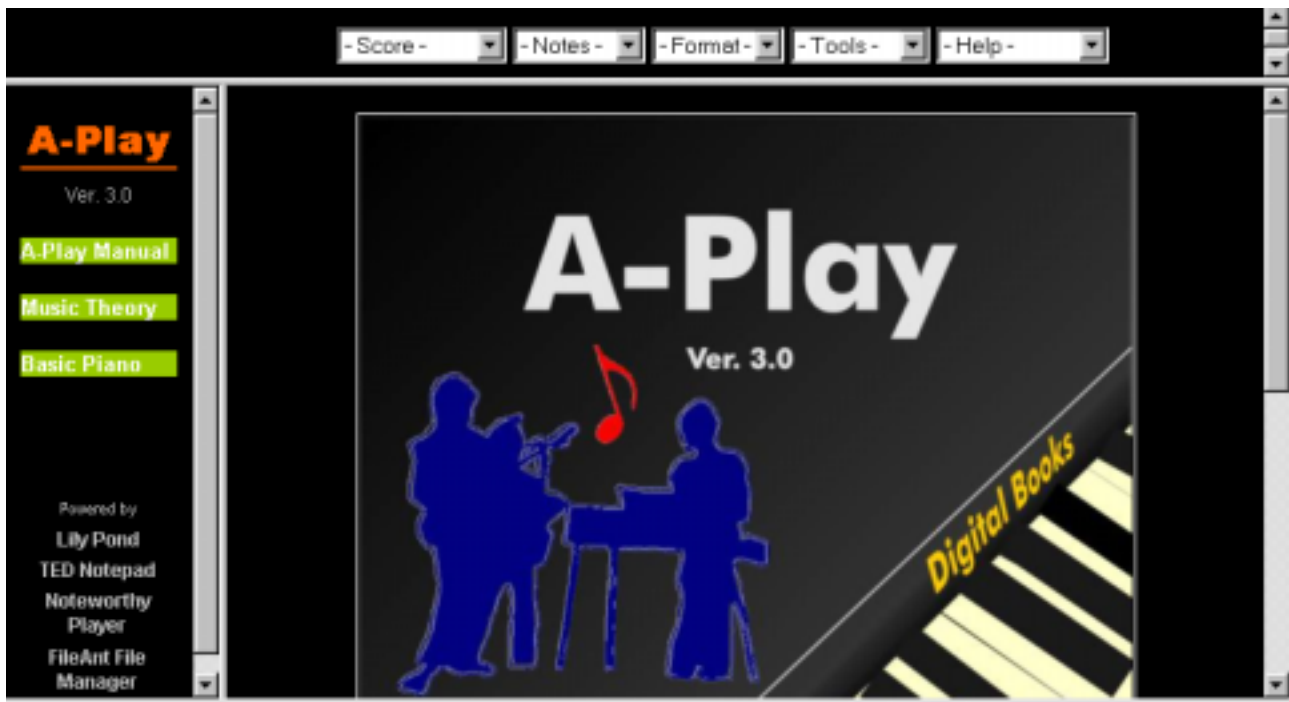 - Score - - Notes - - Format - - Tools - - Help -
A-Play
Ver. 3.0
A-Play Manual
Music Theory
Basic Piano
Powered by
Lily Pond
TED Notepad
Noteworthy
Player
FileAnt File
Manager
A-Play
Ver. 3.0
Digital Books